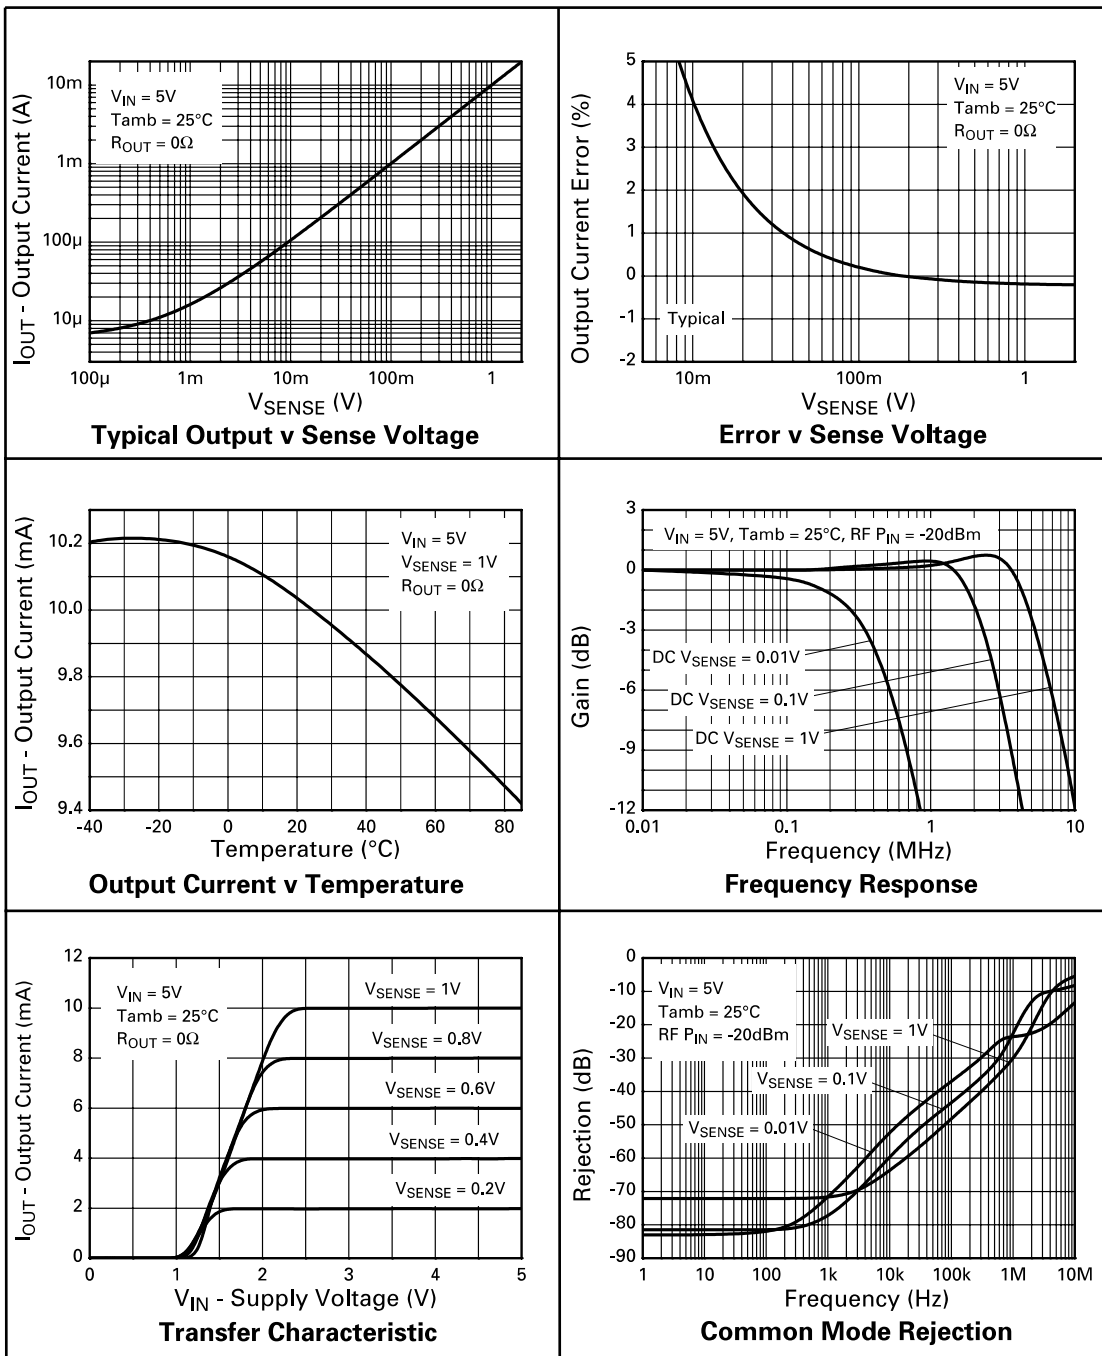 IOUT - Output Current (A)
10m
1m
100µ
10µ
VIN = 5V
Tamb = 25°C
ROUT = 0Ω
100µ 1m 10m 100m 1
VSENSE (V)
Typical Output v Sense Voltage
Output Current Error (%)
5
4
3
2
1
0
-1
-2
VIN = 5V
Tamb = 25°C
ROUT = 0Ω
Typical
10m 100m 1
VSENSE (V)
Error v Sense Voltage
IOUT - Output Current (mA)
10.2
10.0
9.8
9.6
9.4
VIN = 5V
VSENSE = 1V
ROUT = 0Ω
-40 -20 0 20 40 60 80
Temperature (°C)
Output Current v Temperature
Gain (dB)
3
0
-3
-6
-9
-12
VIN = 5V, Tamb = 25°C, RF PIN = -20dBm
DC VSENSE = 0.01V
DC VSENSE = 0.1V
DC VSENSE = 1V
0.01 0.1 1 10
Frequency (MHz)
Frequency Response
IOUT - Output Current (mA)
12
10
8
6
4
2
0
VIN = 5V
Tamb = 25°C
ROUT = 0Ω
VSENSE = 1V
VSENSE = 0.8V
VSENSE = 0.6V
VSENSE = 0.4V
VSENSE = 0.2V
0 1 2 3 4 5
VIN - Supply Voltage (V)
Transfer Characteristic
Rejection (dB)
0
-10
-20
-30
-40
-50
-60
-70
-80
-90
VIN = 5V
Tamb = 25°C
RF PIN = -20dBm
VSENSE = 1V
VSENSE = 0.1V
VSENSE = 0.01V
1 10 100 1k 10k 100k 1M 10M
Frequency (Hz)
Common Mode Rejection